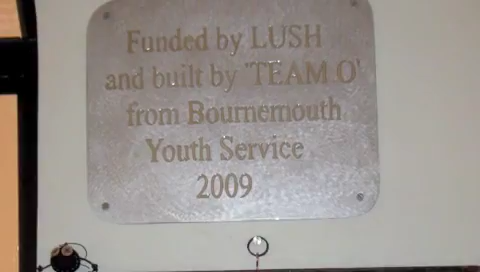 Funded by LUSH
and built by 'TEAM O'
from Bournemouth
Youth Service
2009